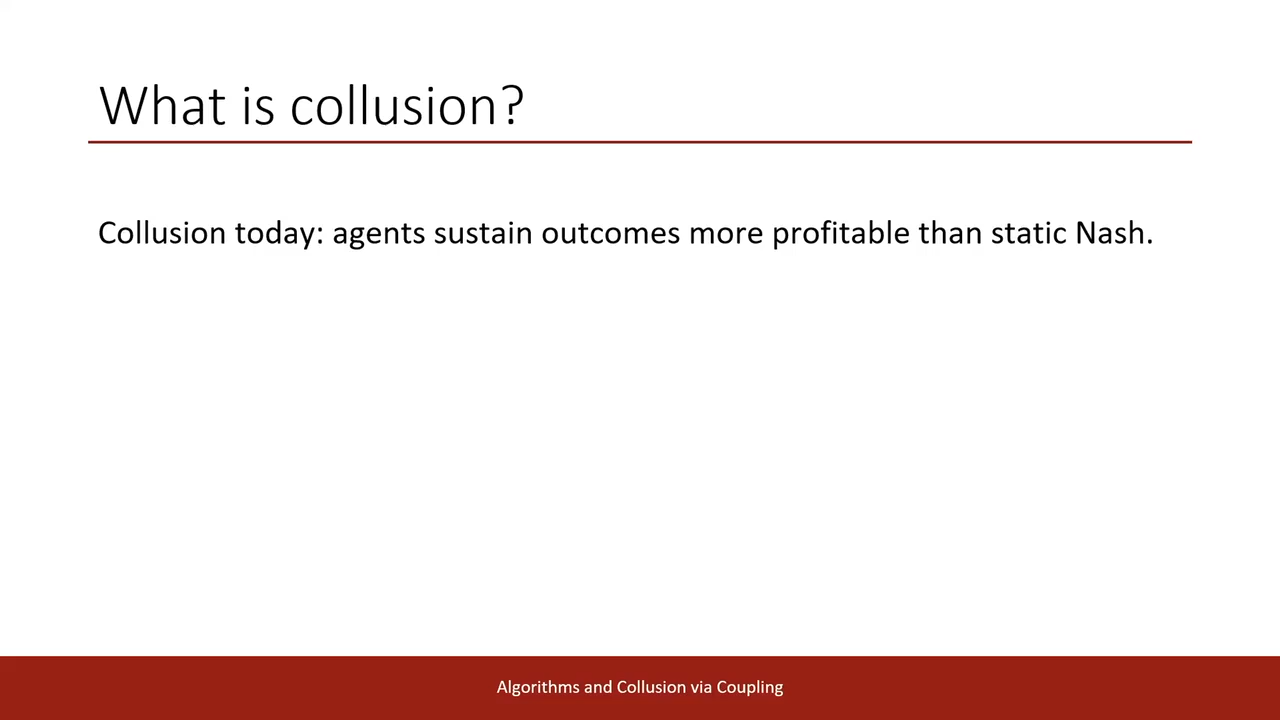 What is collusion?
Collusion today: agents sustain outcomes more profitable than static Nash.
Algorithms and Collusion via Coupling